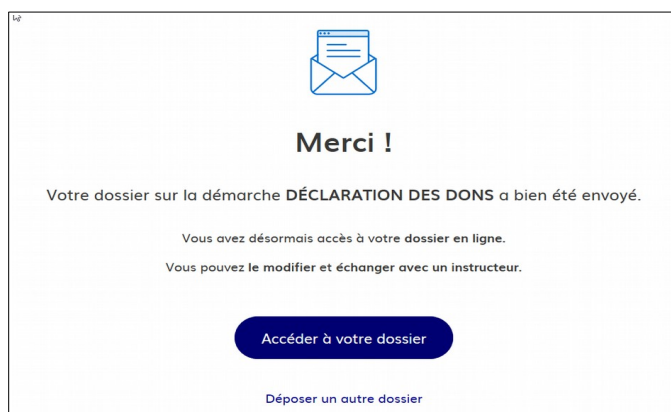 Merci !
Votre dossier sur la démarche DÉCLARATION DES DONS a bien été envoyé.
Vous avez désormais accès à votre dossier en ligne.
Vous pouvez le modifier et échanger avec un instructeur.
Accéder à votre dossier
Déposer un autre dossier